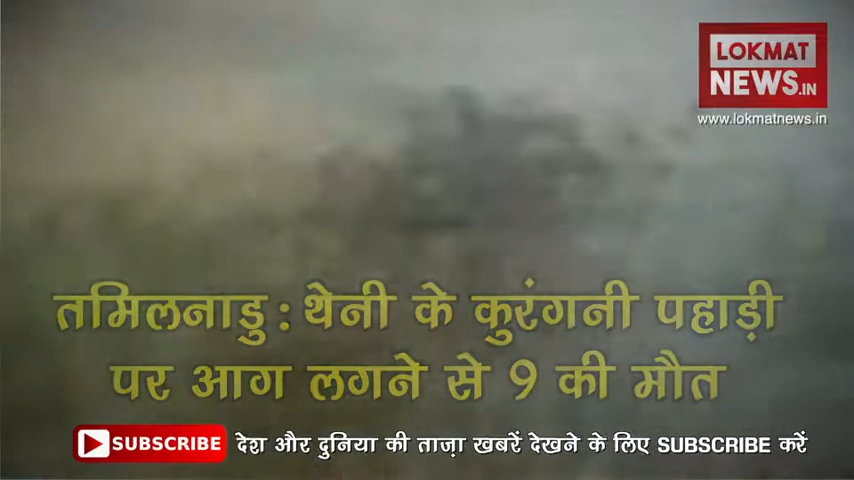 LOKMAT
NEWS.IN
www.lokmatnews.in
तमिलनाडु : थेनी के कुरंगनी पहाड़ी
पर आग लगने से 9 की मौत
SUBSCRIBE देश और दुनिया की ताज़ा खबरें देखने के लिए SUBSCRIBE करें